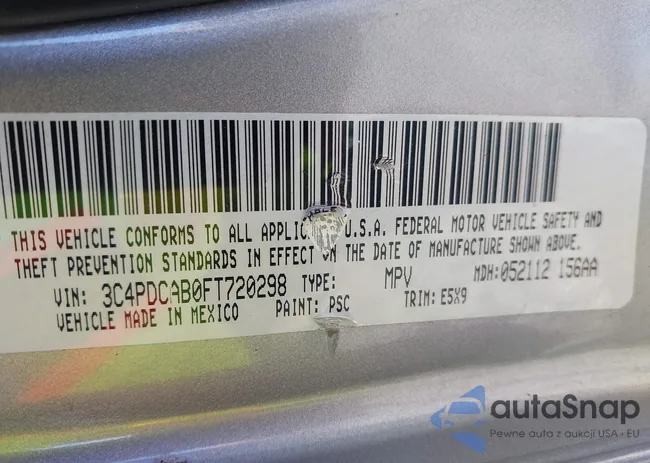 THIS VEHICLE CONFORMS TO ALL U.S.A. FEDERAL MOTOR VEHICLE SAFETY AND
THEFT PREVENTION STANDARDS IN EFFECT ON THE DATE OF MANUFACTURE SHOWN ABOVE.
VIN: 3C4PDCAB0FT720298 TYPE: MPV MDH: 052112 156AA
VEHICLE MADE IN MEXICO PAINT: PSC TRIM: E5X9
autaSnap
Pewne auta z aukcji USA i EU